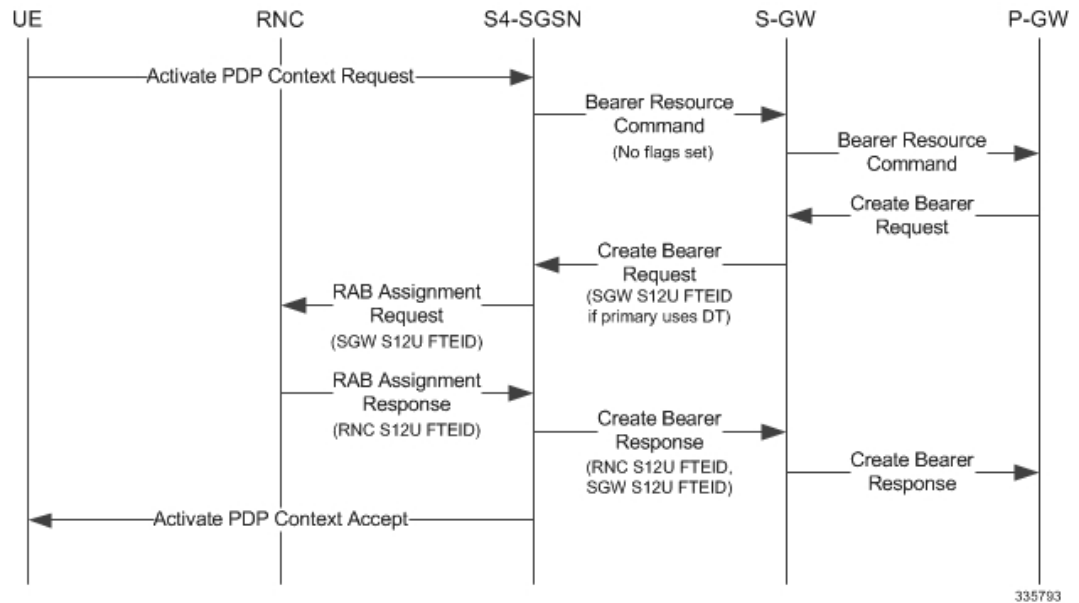 UE RNC S4-SGSN S-GW P-GW
Activate PDP Context Request
Bearer Resource
Command
(No flags set)
Bearer Resource
Command
Create Bearer
Request
Create Bearer
Request
(SGW S12U FTEID
if primary uses DT)
RAB Assignment
Request
(SGW S12U FTEID)
RAB Assignment
Response
(RNC S12U FTEID)
Create Bearer
Response
(RNC S12U FTEID,
SGW S12U FTEID)
Create Bearer
Response
Activate PDP Context Accept
335793